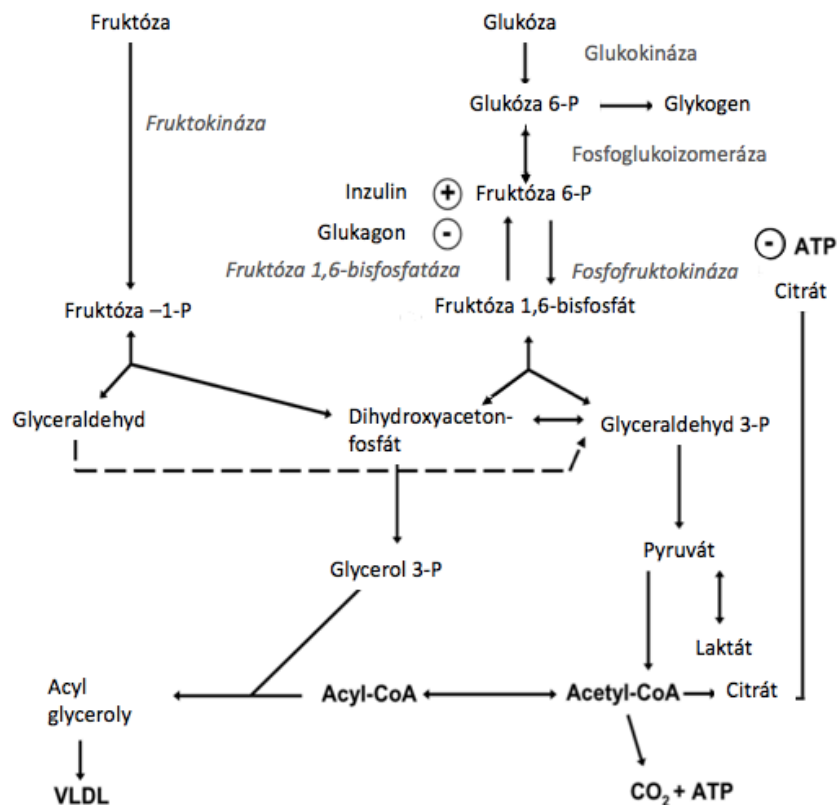 Fruktóza
Glukóza
Glukokináza
Glukóza 6-P
Glykogen
Fruktokináza
Fosfoglukoizomeráza
Inzulin
+
Fruktóza 6-P
Glukagon
-
- ATP
Fruktóza 1,6-bisfosfatáza
Fosfofruktokináza
Citrát
Fruktóza –1-P
Fruktóza 1,6-bisfosfát
Glyceraldehyd
Dihydroxyaceton-
fosfát
Glyceraldehyd 3-P
Pyruvát
Glycerol 3-P
Laktát
Acyl
glyceroly
Acyl-CoA
Acetyl-CoA
Citrát
VLDL
CO₂ + ATP